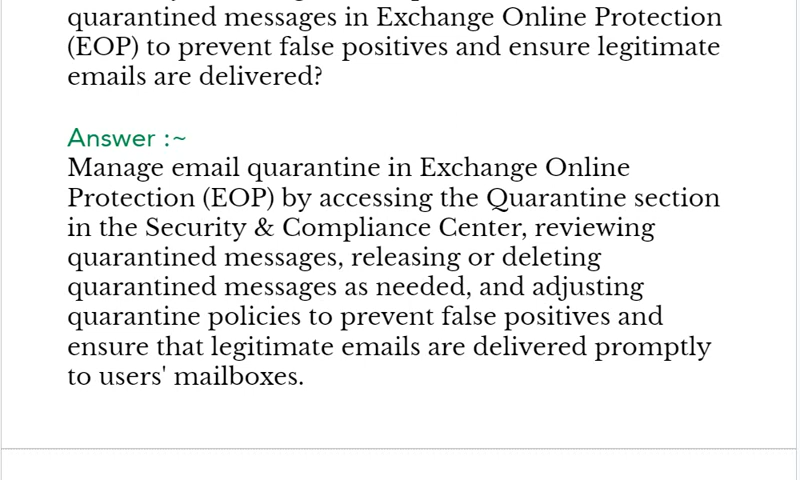 quarantined messages in Exchange Online Protection
(EOP) to prevent false positives and ensure legitimate
emails are delivered?
Answer :~
Manage email quarantine in Exchange Online
Protection (EOP) by accessing the Quarantine section
in the Security & Compliance Center, reviewing
quarantined messages, releasing or deleting
quarantined messages as needed, and adjusting
quarantine policies to prevent false positives and
ensure that legitimate emails are delivered promptly
to users' mailboxes.